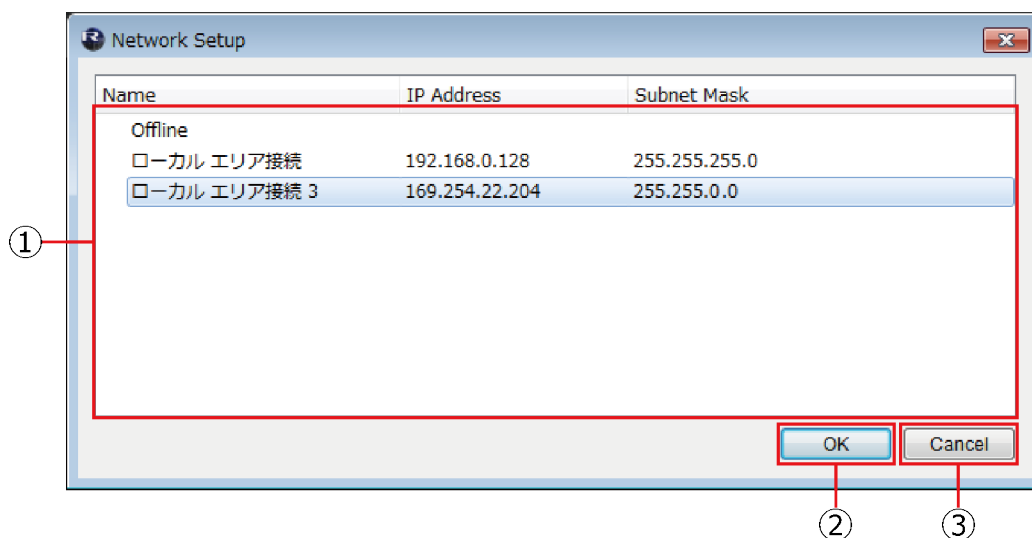 Network Setup
Name IP Address Subnet Mask
Offline
ローカル エリア接続 192.168.0.128 255.255.255.0
ローカル エリア接続 3 169.254.22.204 255.255.0.0
①
OK Cancel
② ③